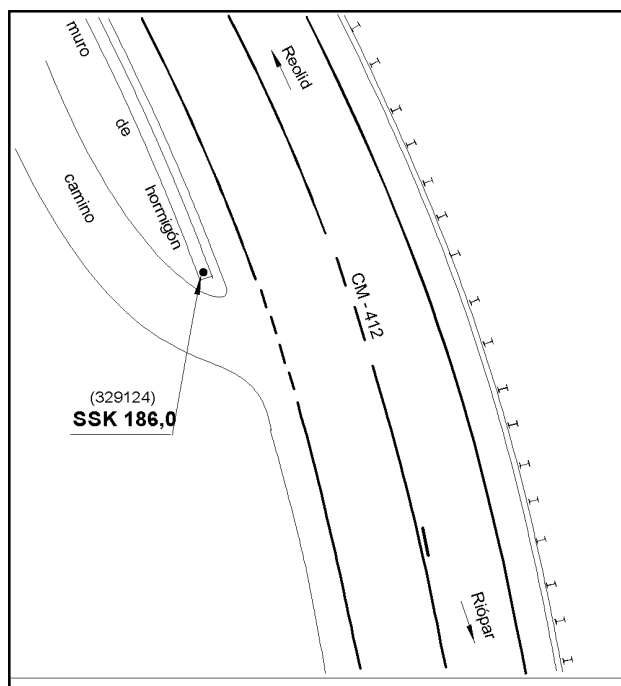 muro
de
hormigón
camino
Reolid
CM - 412
(329124)
SSK 186,0
Riópar